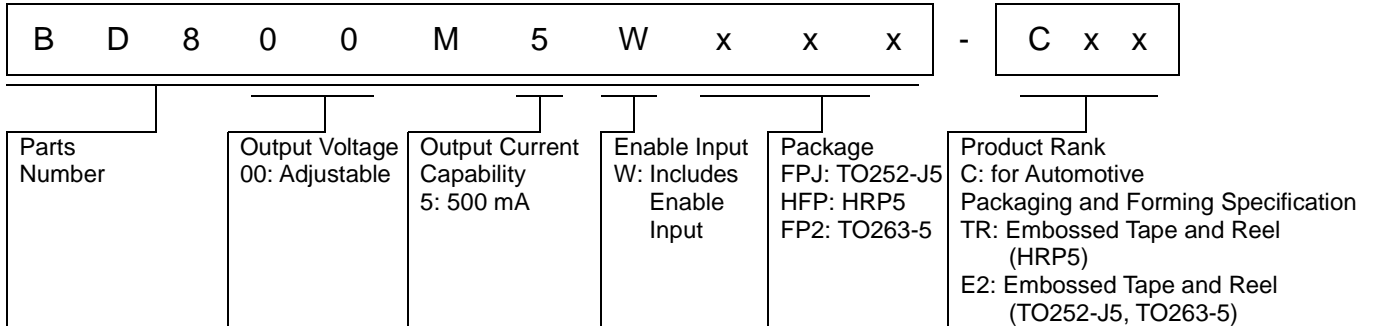 B D 8 0 0 M 5 W x x x - C x x
Parts
Number
Output Voltage
00: Adjustable
Output Current
Capability
5: 500 mA
Enable Input
W: Includes
Enable
Input
Package
FPJ: TO252-J5
HFP: HRP5
FP2: TO263-5
Product Rank
C: for Automotive
Packaging and Forming Specification
TR: Embossed Tape and Reel
(HRP5)
E2: Embossed Tape and Reel
(TO252-J5, TO263-5)